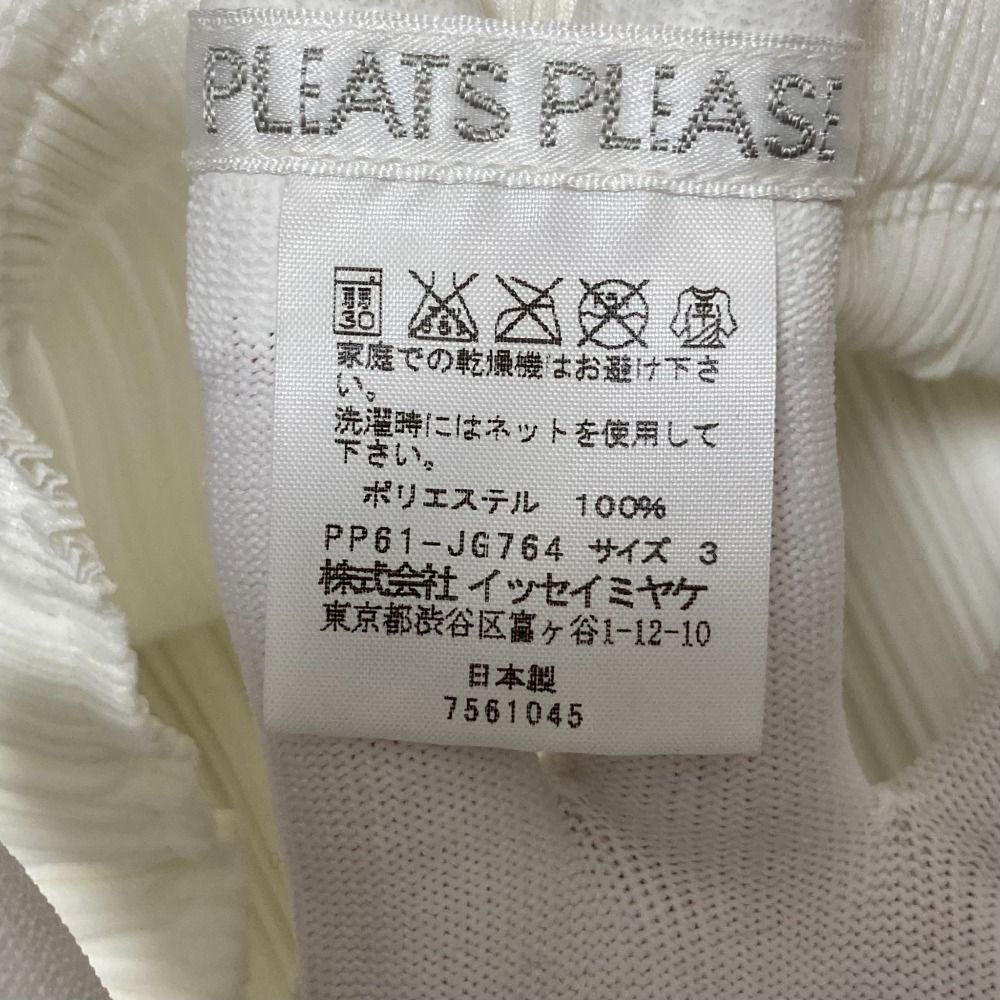 PLEATS PLEASE
弱
30
家庭での乾燥機はお避け下さ
い。
洗濯時にはネットを使用して
下さい。
ポリエステル 100%
PP61-JG764 サイズ 3
株式会社 イッセイミヤケ
東京都渋谷区富ヶ谷1-12-10
日本製
7561045